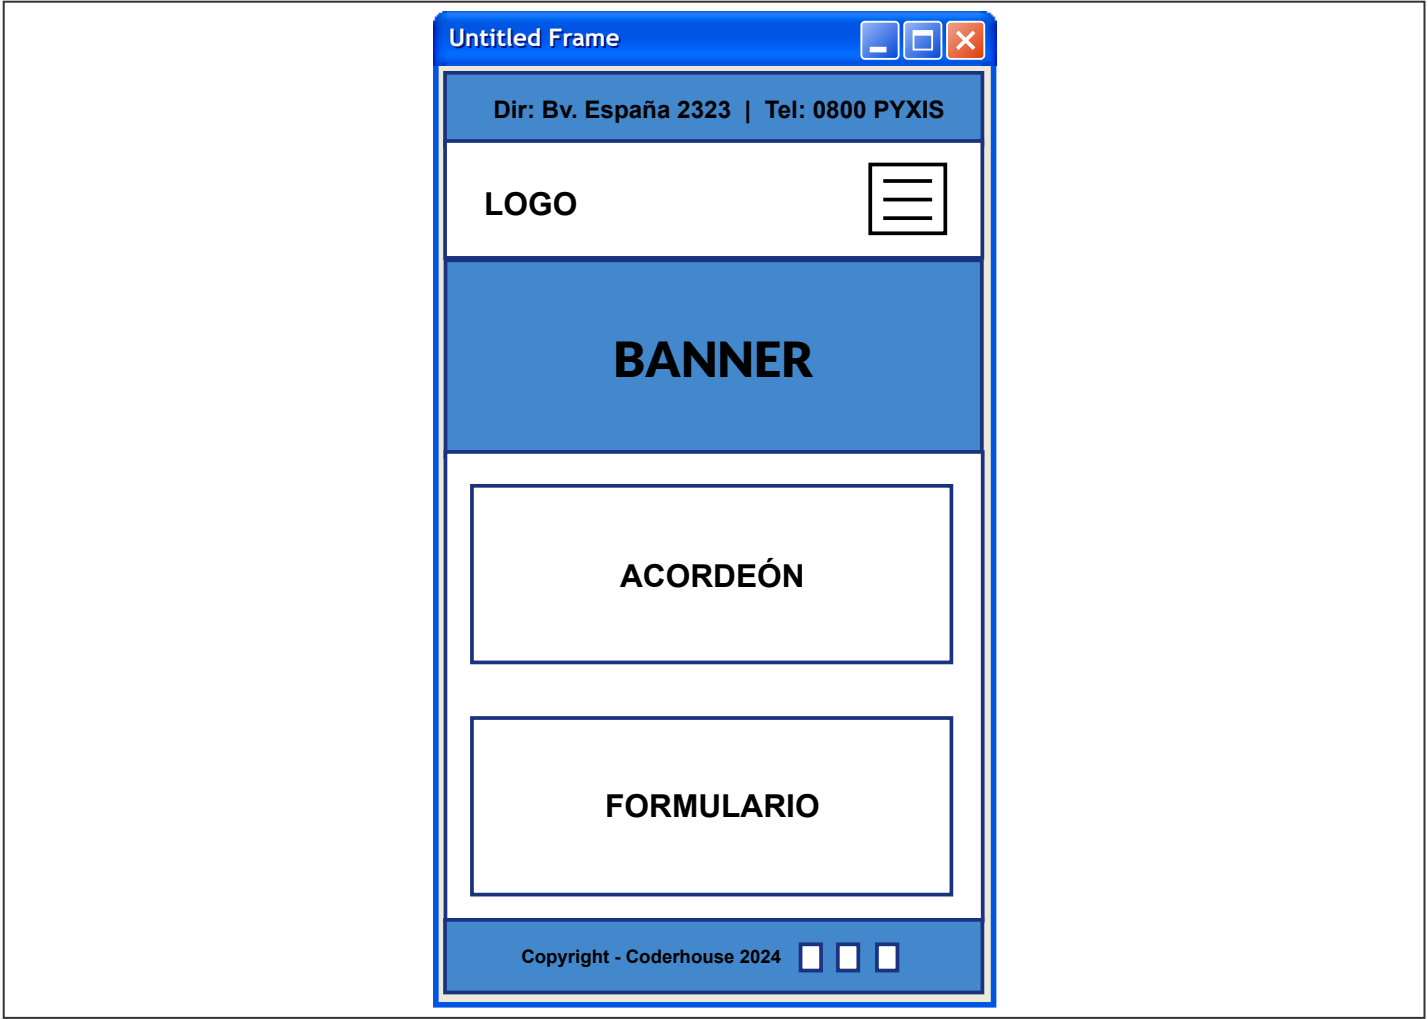 Untitled Frame
Dir: Bv. España 2323 | Tel: 0800 PYXIS
LOGO
BANNER
ACORDEÓN
FORMULARIO
Copyright - Coderhouse 2024